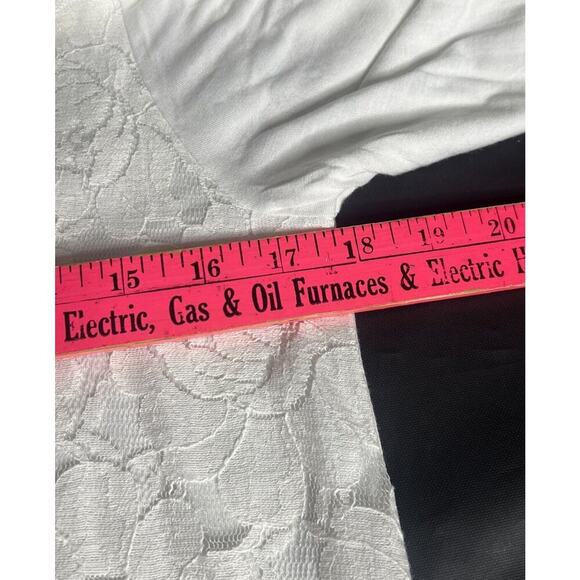 15 16 17 18 19 20
Electric, Gas & Oil Furnaces & Electric H